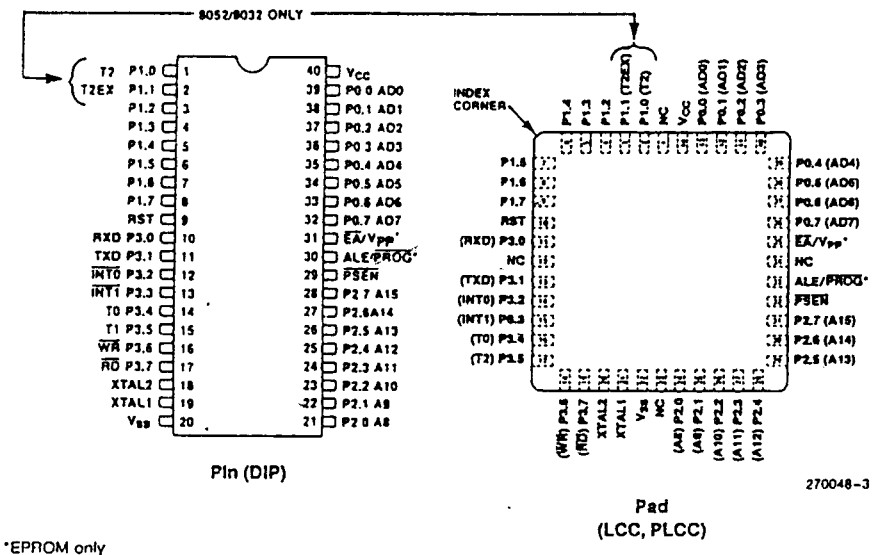 8052/8032 ONLY
T2 P1.0 1
T2EX P1.1 2
P1.2 3
P1.3 4
P1.4 5
P1.5 6
P1.6 7
P1.7 8
RST 9
RXD P3.0 10
TXD P3.1 11
INT0 P3.2 12
INT1 P3.3 13
T0 P3.4 14
T1 P3.5 15
WR P3.6 16
RD P3.7 17
XTAL2 18
XTAL1 19
VSS 20
40 VCC
39 P0 0 AD0
38 P0.1 AD1
37 P0.2 AD2
36 P0.3 AD3
35 P0.4 AD4
34 P0.5 AD5
33 P0.6 AD6
32 P0.7 AD7
31 EA/VPP*
30 ALE/PROG*
29 PSEN
28 P2 7 A15
27 P2.6A14
26 P2.5 A13
25 P2.4 A12
24 P2.3 A11
23 P2.2 A10
22 P2.1 A9
21 P2 0 A8
Pin (DIP)
INDEX
CORNER
P1.4
P1.3
P1.2
P1.1 (T2EX)
P1.0 (T2)
NC
VCC
P0.0 (AD0)
P0.1 (AD1)
P0.2 (AD2)
P0.3 (AD3)
P1.5
P1.6
P1.7
RST
(RXD) P3.0
NC
(TXD) P3.1
(INT0) P3.2
(INT1) P3.3
(T0) P3.4
(T2) P3.5
P0.4 (AD4)
P0.5 (AD5)
P0.6 (AD6)
P0.7 (AD7)
EA/VPP*
NC
ALE/PROG*
PSEN
P2.7 (A15)
P2.6 (A14)
P2.5 (A13)
(WR) P3.6
(RD) P3.7
XTAL2
XTAL1
VSS
NC
(A8) P2.0
(A9) P2.1
(A10) P2.2
(A11) P2.3
(A12) P2.4
270048-3
Pad
(LCC, PLCC)
*EPROM only